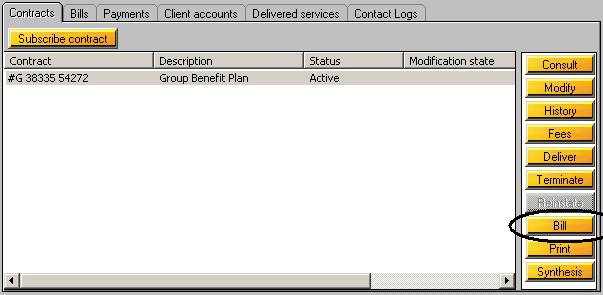 Contracts Bills Payments Client accounts Delivered services Contact Logs
Subscribe contract
Contract Description Status Modification state
#G 38335 54272 Group Benefit Plan Active
Consult
Modify
History
Fees
Deliver
Terminate
Reinstate
Bill
Print
Synthesis